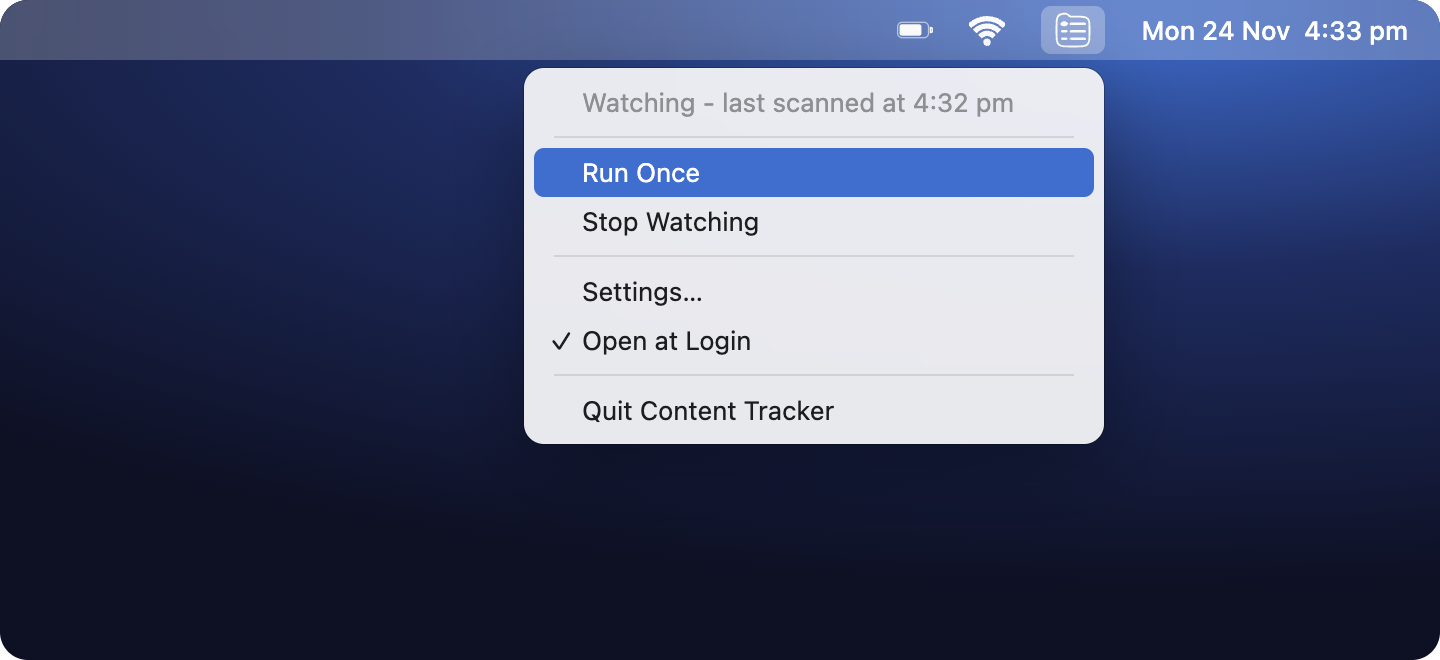 Mon 24 Nov 4:33 pm
Watching - last scanned at 4:32 pm
Run Once
Stop Watching
Settings...
✓ Open at Login
Quit Content Tracker